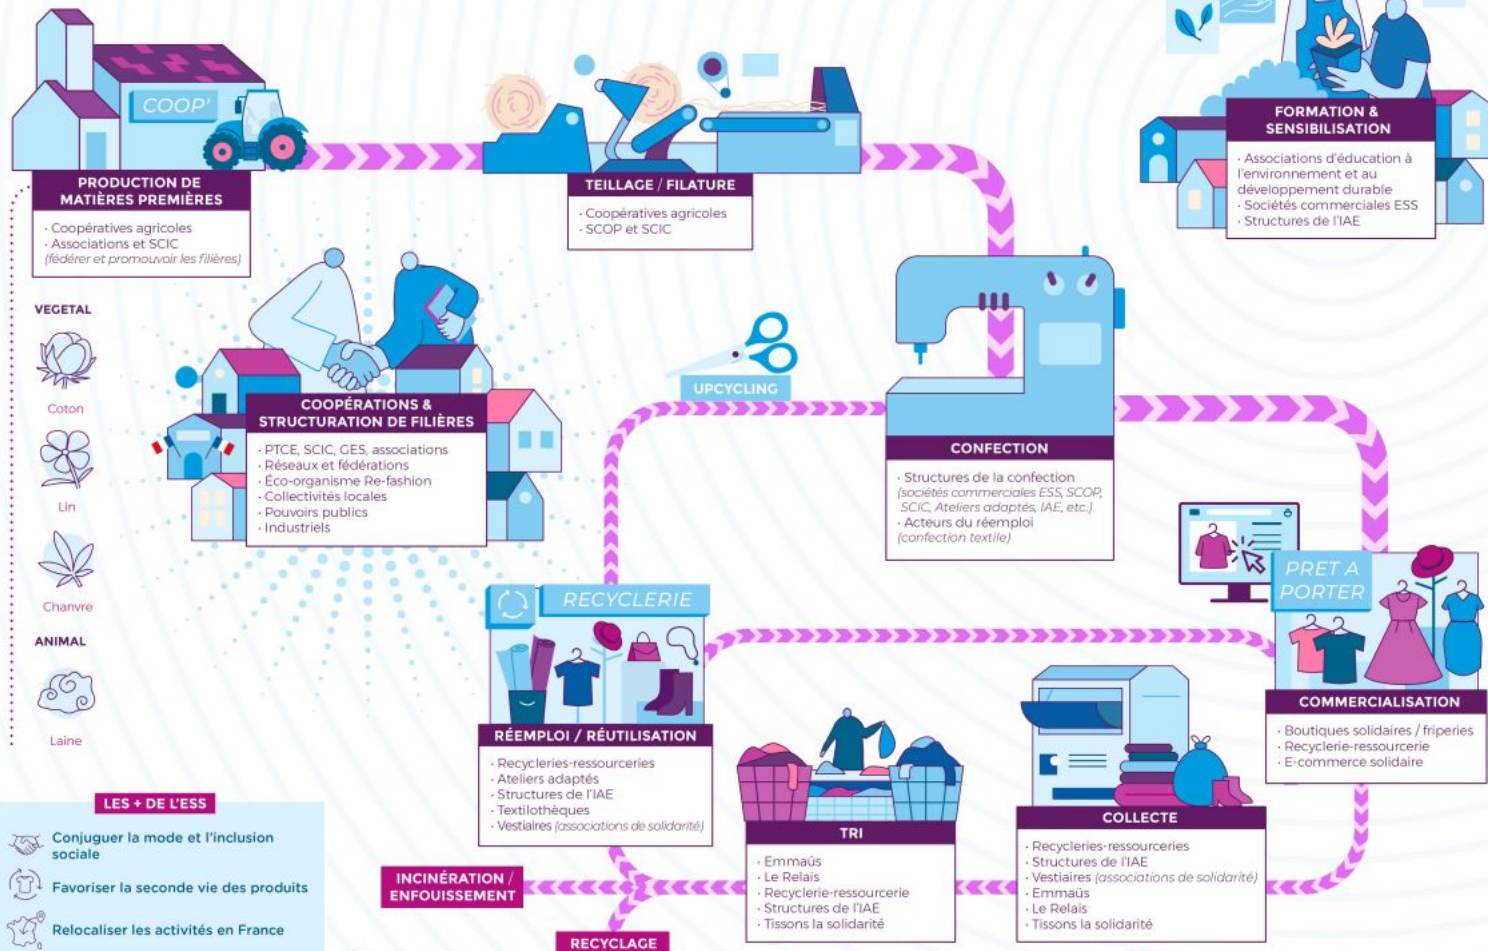 COOP'
PRODUCTION DE
MATIÈRES PREMIÈRES
· Coopératives agricoles
· Associations et SCIC
(fédérer et promouvoir les filières)
TEILLAGE / FILATURE
· Coopératives agricoles
· SCOP et SCIC
FORMATION &
SENSIBILISATION
· Associations d'éducation à
l'environnement et au
développement durable
· Sociétés commerciales ESS
· Structures de l'IAE
VEGETAL
Coton
Lin
Chanvre
ANIMAL
Laine
COOPÉRATIONS &
STRUCTURATION DE FILIÈRES
· PTCE, SCIC, GES, associations
· Réseaux et fédérations
· Éco-organisme Re-fashion
· Collectivités locales
· Pouvoirs publics
· Industriels
UPCYCLING
CONFECTION
· Structures de la confection
(sociétés commerciales ESS, SCOP,
SCIC, Ateliers adaptés, IAE, etc.)
· Acteurs du réemploi
(confection textile)
PRET A
PORTER
COMMERCIALISATION
· Boutiques solidaires / friperies
· Recyclerie-ressourcerie
· E-commerce solidaire
RECYCLERIE
RÉEMPLOI / RÉUTILISATION
· Recycleries-ressourceries
· Ateliers adaptés
· Structures de l'IAE
· Textilothèques
· Vestiaires (associations de solidarité)
TRI
· Emmaüs
· Le Relais
· Recyclerie-ressourcerie
· Structures de l'IAE
· Tissons la solidarité
COLLECTE
· Recycleries-ressourceries
· Structures de l'IAE
· Vestiaires (associations de solidarité)
· Emmaüs
· Le Relais
· Tissons la solidarité
INCINÉRATION /
ENFOUISSEMENT
RECYCLAGE
LES + DE L'ESS
Conjuguer la mode et l'inclusion
sociale
Favoriser la seconde vie des produits
Relocaliser les activités en France